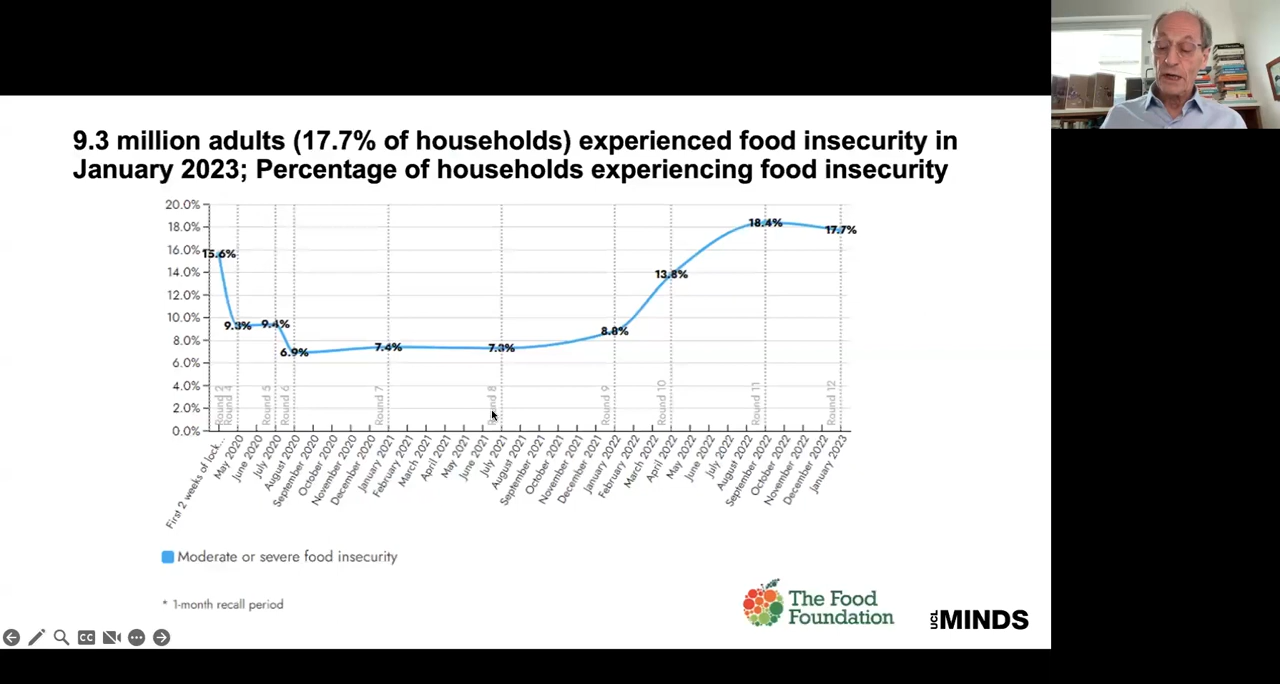 9.3 million adults (17.7% of households) experienced food insecurity in
January 2023; Percentage of households experiencing food insecurity
20.0%
18.0%
16.0%
14.0%
12.0%
10.0%
8.0%
6.0%
4.0%
2.0%
0.0%
15.6%
9.3%
9.4%
6.9%
7.4%
7.3%
8.8%
13.8%
18.4%
17.7%
Round 2
Round 4
Round 5
Round 6
Round 7
Round 8
Round 9
Round 10
Round 11
Round 12
First 2 weeks of lock...
May 2020
June 2020
July 2020
August 2020
September 2020
October 2020
November 2020
December 2020
January 2021
February 2021
March 2021
April 2021
May 2021
June 2021
July 2021
August 2021
September 2021
October 2021
November 2021
December 2021
January 2022
February 2022
March 2022
April 2022
May 2022
June 2022
July 2022
August 2022
September 2022
October 2022
November 2022
December 2022
January 2023
Moderate or severe food insecurity
* 1-month recall period
The Food
Foundation
UCL MINDS
CC